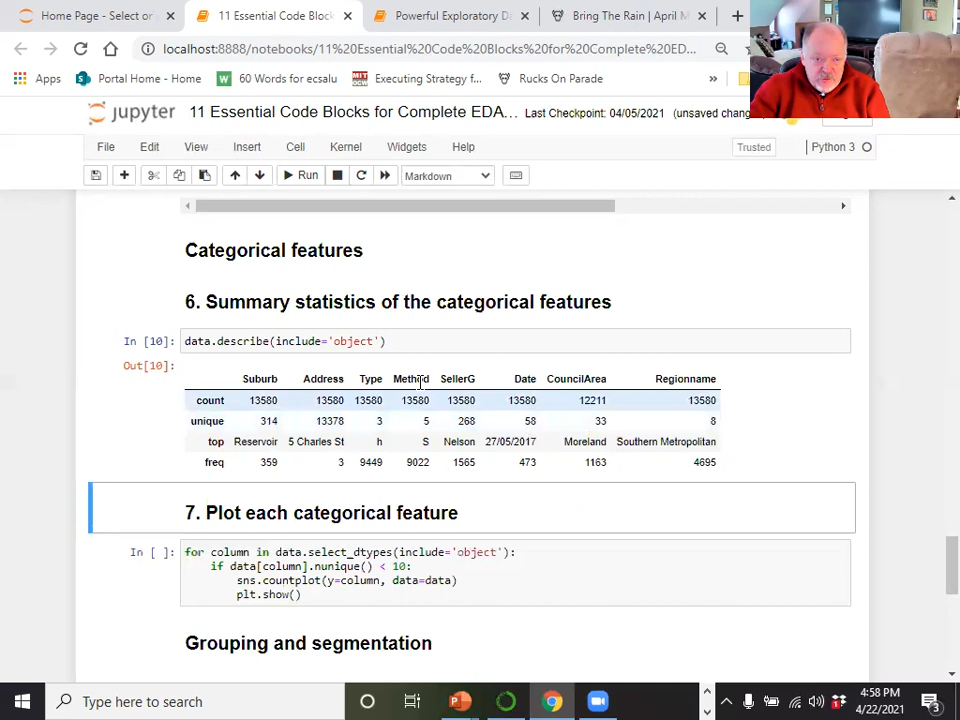 Home Page - Select or
11 Essential Code Block
Powerful Exploratory Da
Bring The Rain | April M
localhost:8888/notebooks/11%20Essential%20Code%20Blocks%20for%20Complete%20ED...
Apps
Portal Home - Home
60 Words for ecsalu
Executing Strategy f
Rucks On Parade
»
jupyter
11 Essential Code Blocks for Complete EDA...
Last Checkpoint: 04/05/2021
(unsaved chang
File Edit View Insert Cell Kernel Widgets Help
Trusted
Python 3
Run
Markdown
Categorical features
6. Summary statistics of the categorical features
In [10]:
data.describe(include='object')
Out[10]:
Suburb Address Type Method SellerG Date CouncilArea Regionname
count 13580 13580 13580 13580 13580 13580 12211 13580
unique 314 13378 3 5 268 58 33 8
top Reservoir 5 Charles St h S Nelson 27/05/2017 Moreland Southern Metropolitan
freq 359 3 9449 9022 1565 473 1163 4695
7. Plot each categorical feature
In [ ]:
for column in data.select_dtypes(include='object'):
if data[column].nunique() < 10:
sns.countplot(y=column, data=data)
plt.show()
Grouping and segmentation
Type here to search
4:58 PM
4/22/2021
1
3